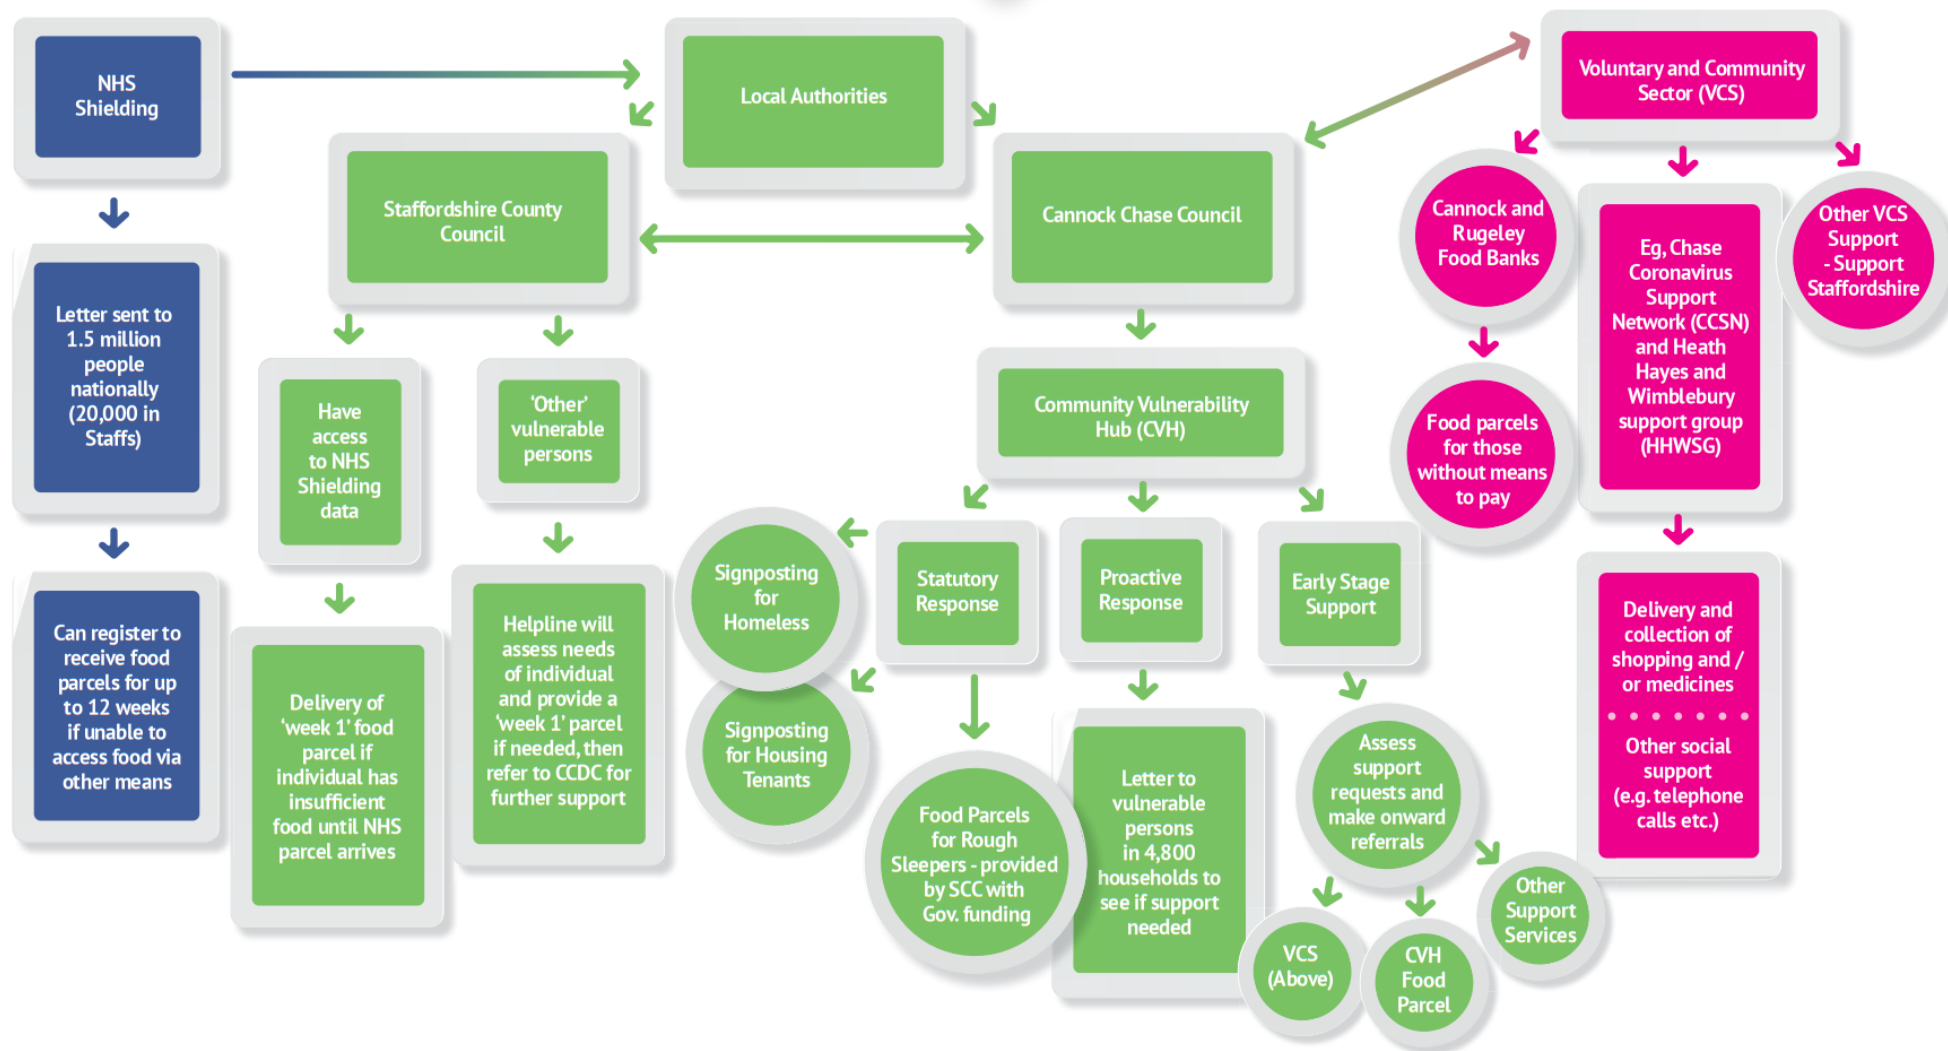 NHS
Shielding
Local Authorities
Voluntary and Community
Sector (VCS)
Staffordshire County
Council
Cannock Chase Council
Cannock and
Rugeley
Food Banks
Eg, Chase
Coronavirus
Support
Network (CCSN)
and Heath
Hayes and
Wimblebury
support group
(HHWSG)
Other VCS
Support
- Support
Staffordshire
Letter sent to
1.5 million
people
nationally
(20,000 in
Staffs)
Have
access
to NHS
Shielding
data
‘Other’
vulnerable
persons
Community Vulnerability
Hub (CVH)
Food parcels
for those
without means
to pay
Can register to
receive food
parcels for up
to 12 weeks
if unable to
access food via
other means
Delivery of
‘week 1’ food
parcel if
individual has
insufficient
food until NHS
parcel arrives
Helpline will
assess needs
of individual
and provide a
‘week 1’ parcel
if needed, then
refer to CCDC for
further support
Signposting
for
Homeless
Statutory
Response
Proactive
Response
Early Stage
Support
Delivery and
collection of
shopping and /
or medicines
Other social
support
(e.g. telephone
calls etc.)
Signposting
for Housing
Tenants
Food Parcels
for Rough
Sleepers - provided
by SCC with
Gov. funding
Letter to
vulnerable
persons
in 4,800
households to
see if support
needed
Assess
support
requests and
make onward
referrals
VCS
(Above)
CVH
Food
Parcel
Other
Support
Services